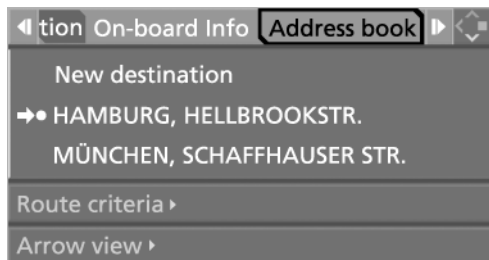 tion On-board Info Address book
New destination
HAMBURG, HELLBROOKSTR.
MÜNCHEN, SCHAFFHAUSER STR.
Route criteria
Arrow view